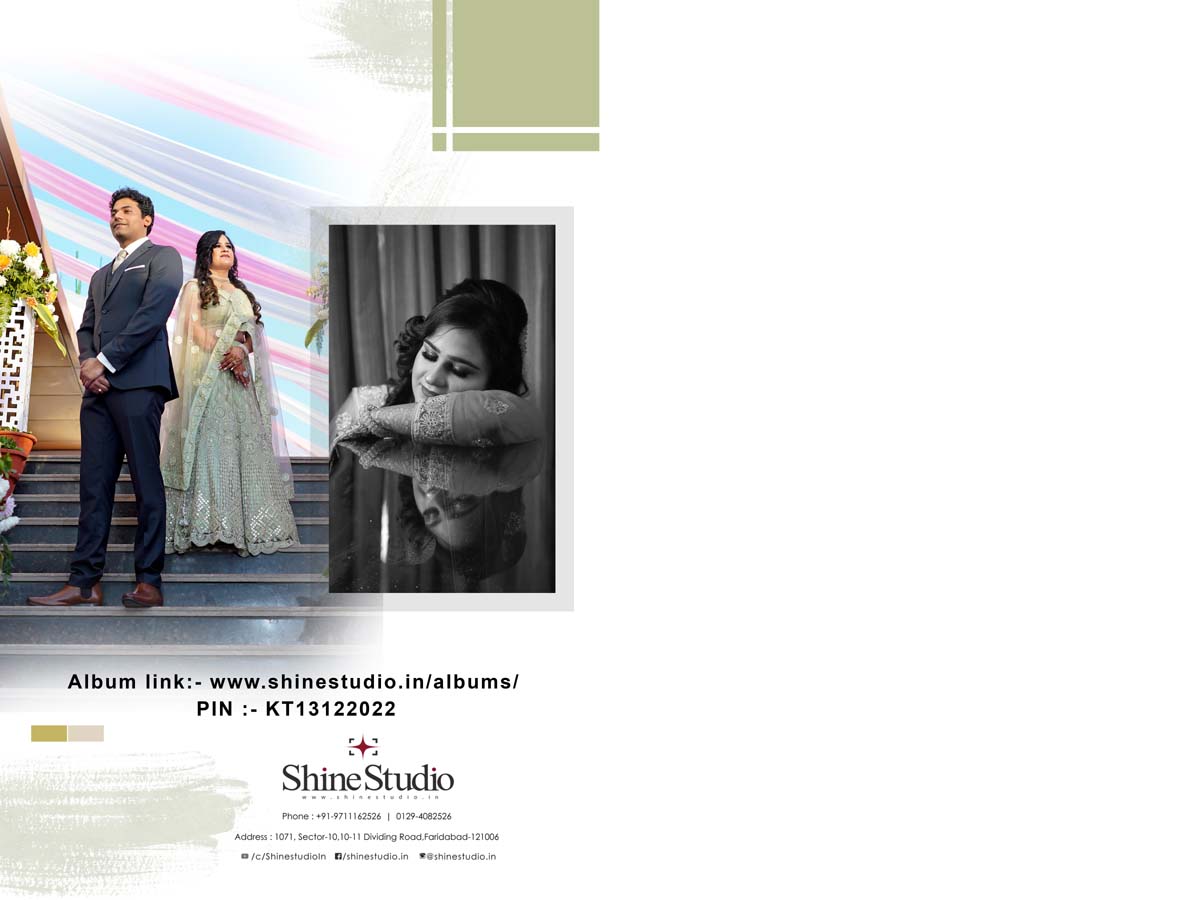 Album link:- www.shinestudio.in/albums/
PIN :- KT13122022
Shine Studio
www.shinestudio.in
Phone : +91-9711162526 | 0129-4082526
Address : 1071, Sector-10,10-11 Dividing Road,Faridabad-121006
/c/ShinestudioIn /shinestudio.in @shinestudio.in